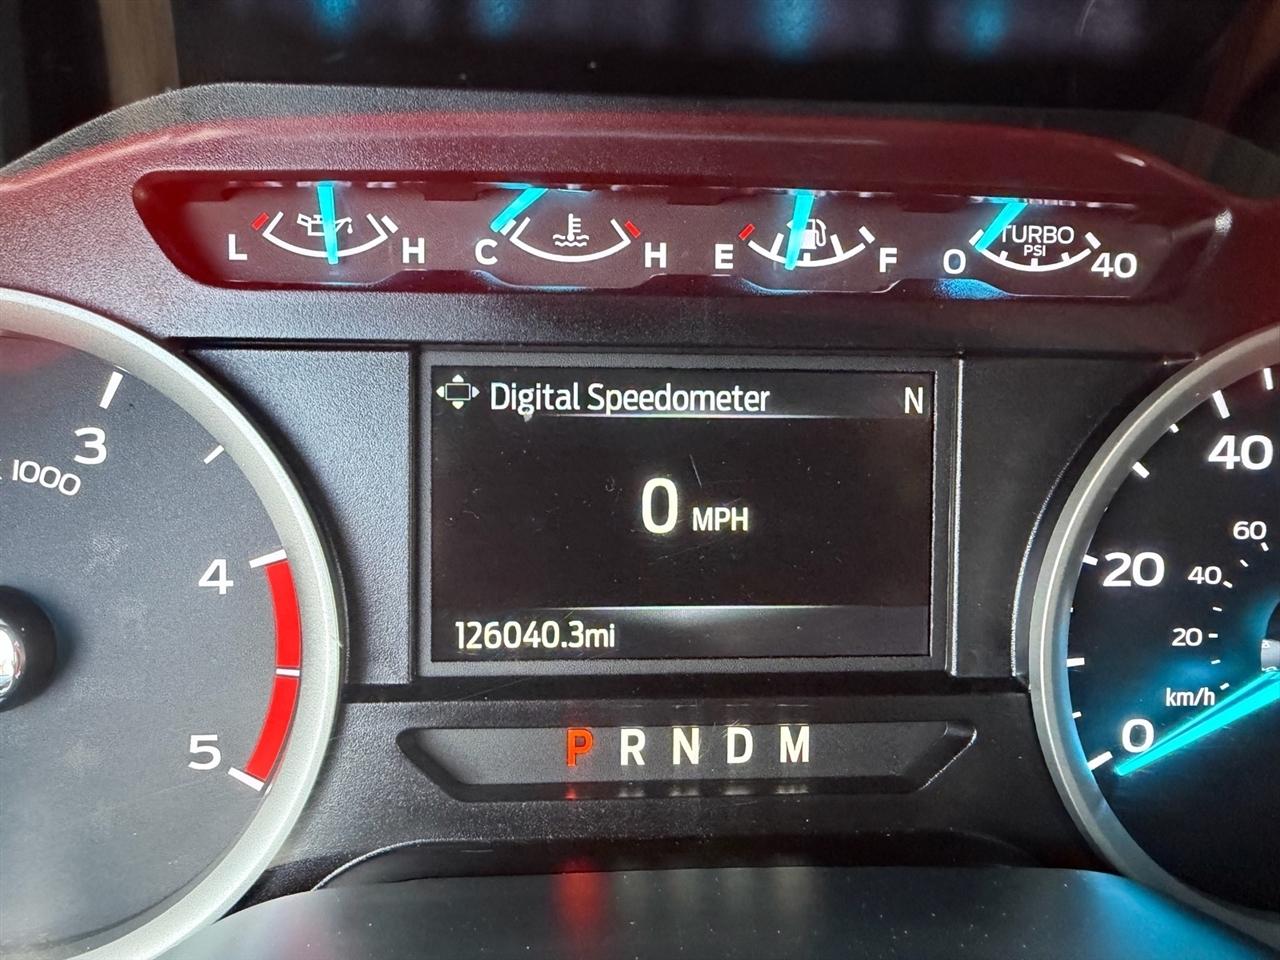 L H C H E F 0 TURBO PSI 40
Digital Speedometer N
0 MPH
126040.3mi
P R N D M
3
1000
4
5
40
20
0
60
40
20
km/h